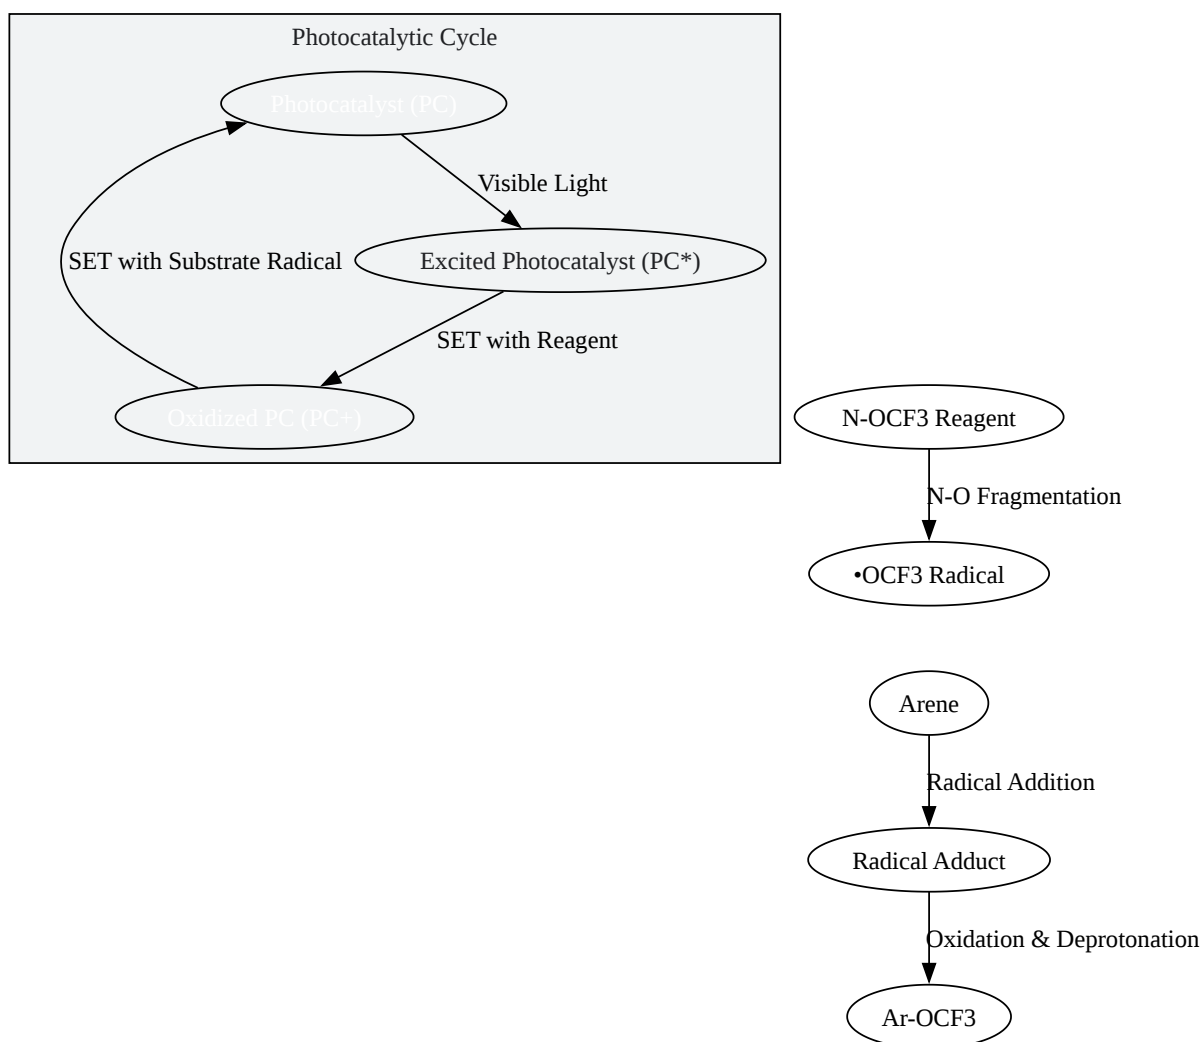 Photocatalytic Cycle
Photocatalyst (PC)
Visible Light
SET with Substrate Radical
Excited Photocatalyst (PC*)
SET with Reagent
Oxidized PC (PC+)
N-OCF3 Reagent
N-O Fragmentation
•OCF3 Radical
Arene
Radical Addition
Radical Adduct
Oxidation & Deprotonation
Ar-OCF3